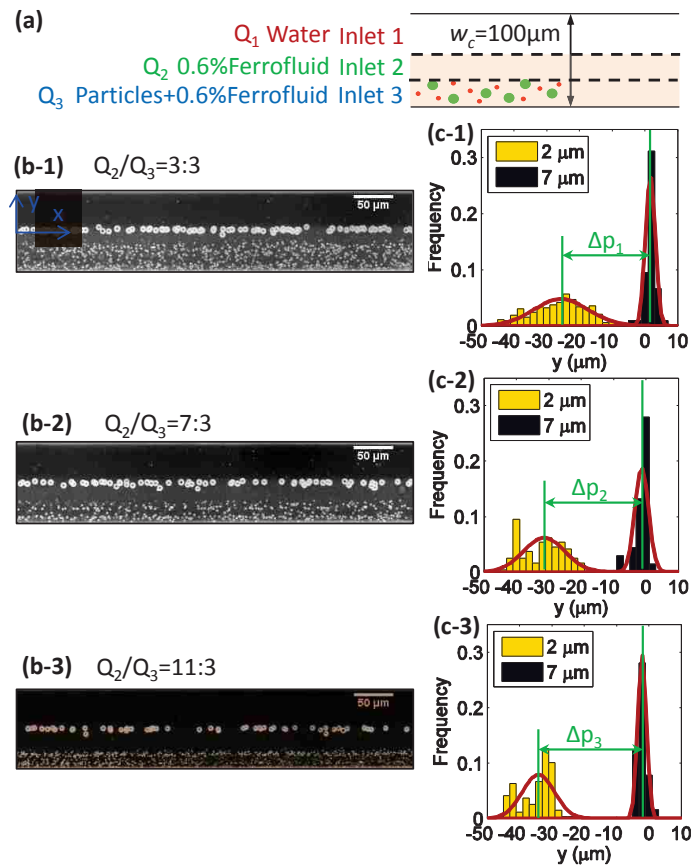 (a)
w_c=100μm
Q₁ Water Inlet 1
Q₂ 0.6%Ferrofluid Inlet 2
Q₃ Particles+0.6%Ferrofluid Inlet 3
(b-1) Q₂/Q₃=3:3
50 μm
y
x
(c-1)
2 μm
7 μm
Δp₁
Frequency
0.3
0.2
0.1
0
-50 -40 -30 -20 -10 0 10
y (μm)
(b-2) Q₂/Q₃=7:3
50 μm
(c-2)
2 μm
7 μm
Δp₂
Frequency
0.3
0.2
0.1
0
-50 -40 -30 -20 -10 0 10
y (μm)
(b-3) Q₂/Q₃=11:3
50 μm
(c-3)
2 μm
7 μm
Δp₃
Frequency
0.3
0.2
0.1
0
-50 -40 -30 -20 -10 0 10
y (μm)